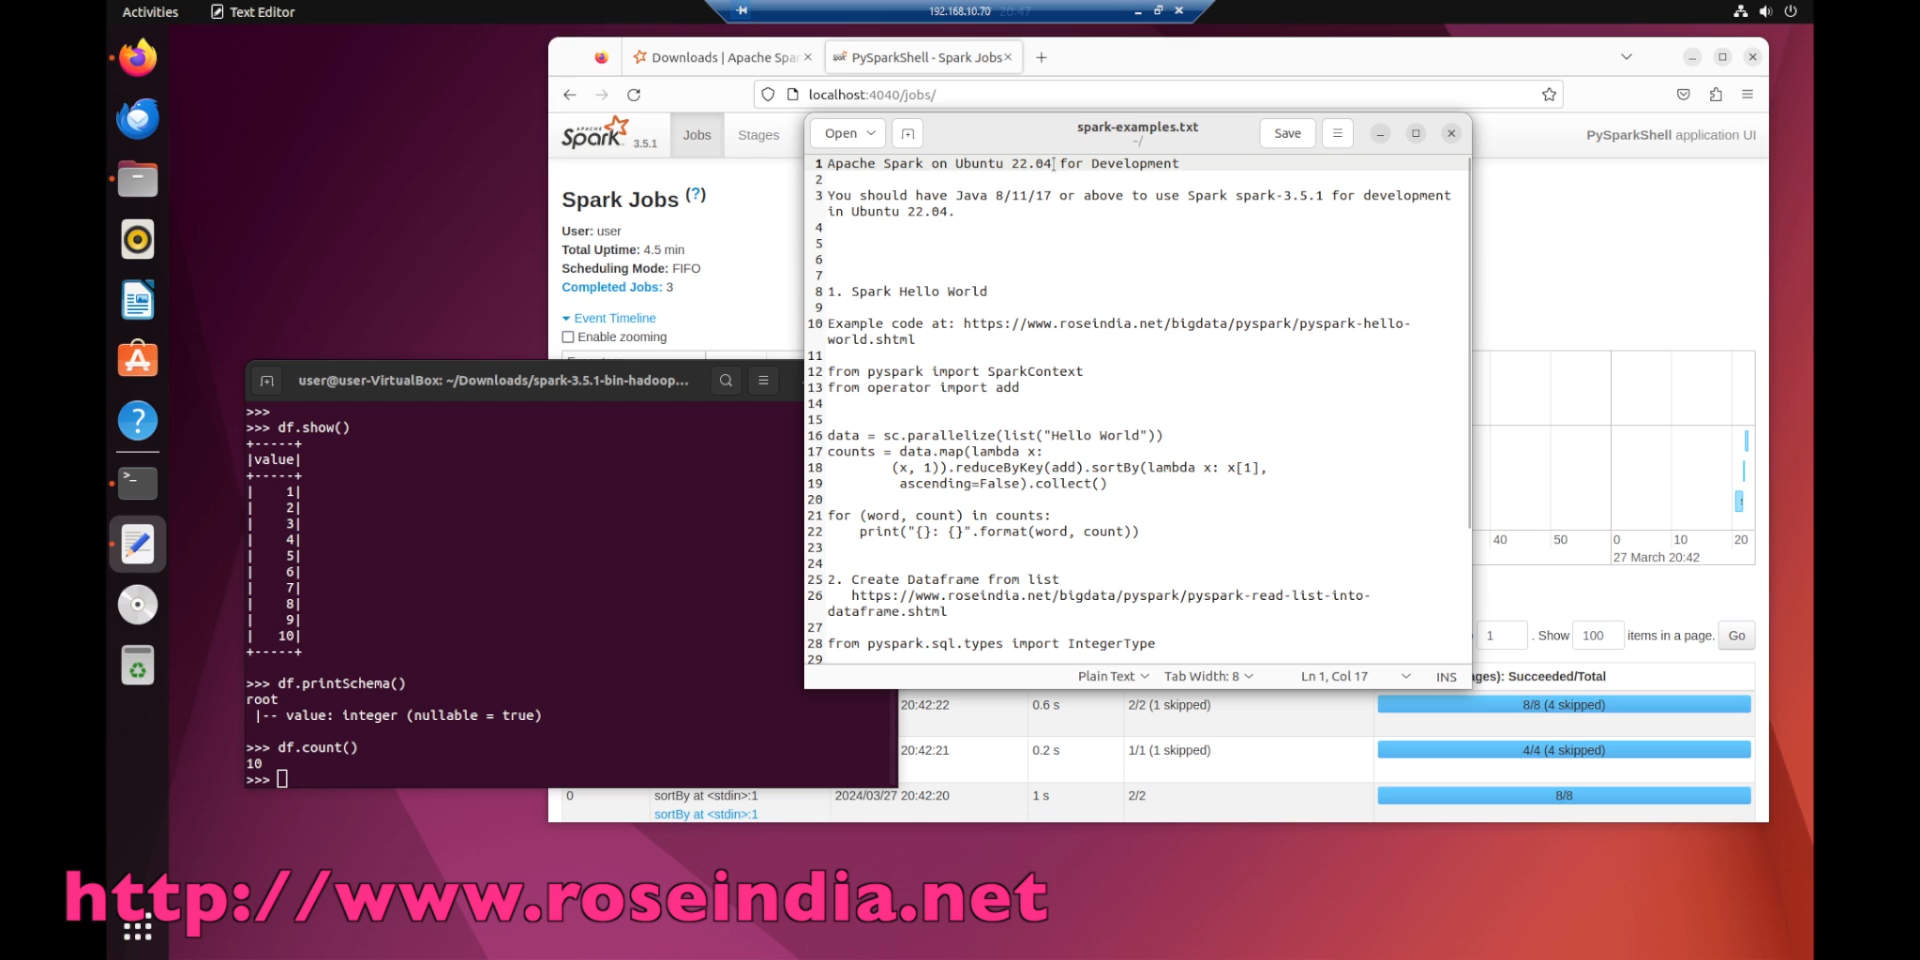 Activities
Text Editor
192.168.10.70
20:47
Downloads | Apache Spar
PySparkShell - Spark Jobs
localhost:4040/jobs/
APACHE
Spark 3.5.1
Jobs
Stages
PySparkShell application UI
Spark Jobs (?)
User: user
Total Uptime: 4.5 min
Scheduling Mode: FIFO
Completed Jobs: 3
Event Timeline
Enable zooming
Open
spark-examples.txt
~/
Save
1 Apache Spark on Ubuntu 22.04 for Development
2
3 You should have Java 8/11/17 or above to use Spark spark-3.5.1 for development
in Ubuntu 22.04.
4
5
6
7
8 1. Spark Hello World
9
10 Example code at: https://www.roseindia.net/bigdata/pyspark/pyspark-hello-
world.shtml
11
12 from pyspark import SparkContext
13 from operator import add
14
15
16 data = sc.parallelize(list("Hello World"))
17 counts = data.map(lambda x:
18 (x, 1)).reduceByKey(add).sortBy(lambda x: x[1],
19 ascending=False).collect()
20
21 for (word, count) in counts:
22 print("{}: {}".format(word, count))
23
24
25 2. Create Dataframe from list
26 https://www.roseindia.net/bigdata/pyspark/pyspark-read-list-into-
dataframe.shtml
27
28 from pyspark.sql.types import IntegerType
29
Plain Text
Tab Width: 8
Ln 1, Col 17
INS
user@user-VirtualBox: ~/Downloads/spark-3.5.1-bin-hadoop...
>>>
>>> df.show()
+-----+
|value|
+-----+
| 1|
| 2|
| 3|
| 4|
| 5|
| 6|
| 7|
| 8|
| 9|
| 10|
+-----+
>>> df.printSchema()
root
|-- value: integer (nullable = true)
>>> df.count()
10
>>>
40 50 0 10 20
27 March 20:42
1 . Show 100 items in a page. Go
ages): Succeeded/Total
20:42:22 0.6 s 2/2 (1 skipped) 8/8 (4 skipped)
20:42:21 0.2 s 1/1 (1 skipped) 4/4 (4 skipped)
0 sortBy at <stdin>:1 2024/03/27 20:42:20 1 s 2/2 8/8
sortBy at <stdin>:1
http://www.roseindia.net